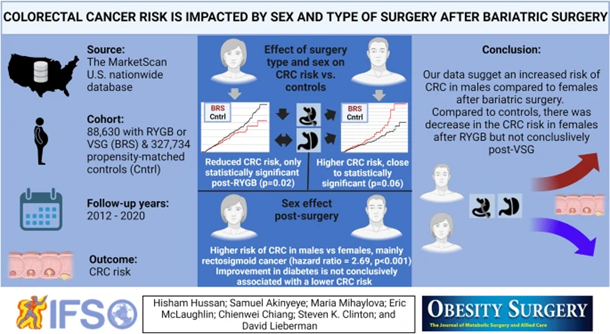 COLORECTAL CANCER RISK IS IMPACTED BY SEX AND TYPE OF SURGERY AFTER BARIATRIC SURGERY
Source:
The MarketScan
U.S. nationwide
database
Cohort:
88,630 with RYGB or
VSG (BRS) & 327,734
propensity-matched
controls (Cntrl)
Follow-up years:
2012 - 2020
Outcome:
CRC risk
Effect of surgery
type and sex on
CRC risk vs.
controls
BRS
Cntrl
BRS
Cntrl
Reduced CRC risk, only
statistically significant
post-RYGB (p=0.02)
Higher CRC risk, close
to statistically
significant (p=0.06)
Sex effect
post-surgery
Higher risk of CRC in males vs females, mainly
rectosigmoid cancer (hazard ratio = 2.69, p<0.001)
Improvement in diabetes is not conclusively
associated with a lower CRC risk
Conclusion:
Our data sugget an increased risk of
CRC in males compared to females
after bariatric surgery.
Compared to controls, there was
decrease in the CRC risk in females
after RYGB but not conclusively
post-VSG
IFSO
Hisham Hussan; Samuel Akinyeye; Maria Mihaylova; Eric
McLaughlin; Chienwei Chiang; Steven K. Clinton; and
David Lieberman
OBESITY SURGERY
The Journal of Metabolic Surgery and Allied Care